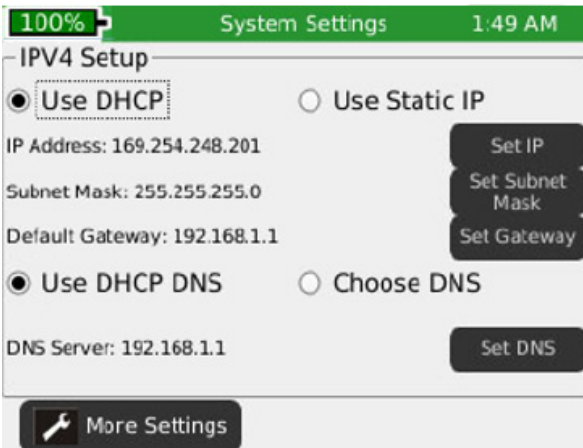 100% System Settings 1:49 AM
IPV4 Setup
Use DHCP Use Static IP
IP Address: 169.254.248.201 Set IP
Subnet Mask: 255.255.255.0 Set Subnet
Mask
Default Gateway: 192.168.1.1 Set Gateway
Use DHCP DNS Choose DNS
DNS Server: 192.168.1.1 Set DNS
More Settings